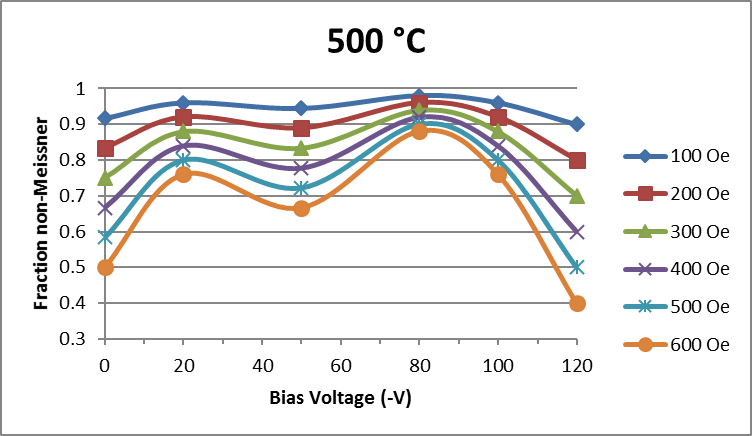 500 °C
Fraction non-Meissner
1
0.9
0.8
0.7
0.6
0.5
0.4
0.3
0 20 40 60 80 100 120
Bias Voltage (-V)
100 Oe
200 Oe
300 Oe
400 Oe
500 Oe
600 Oe